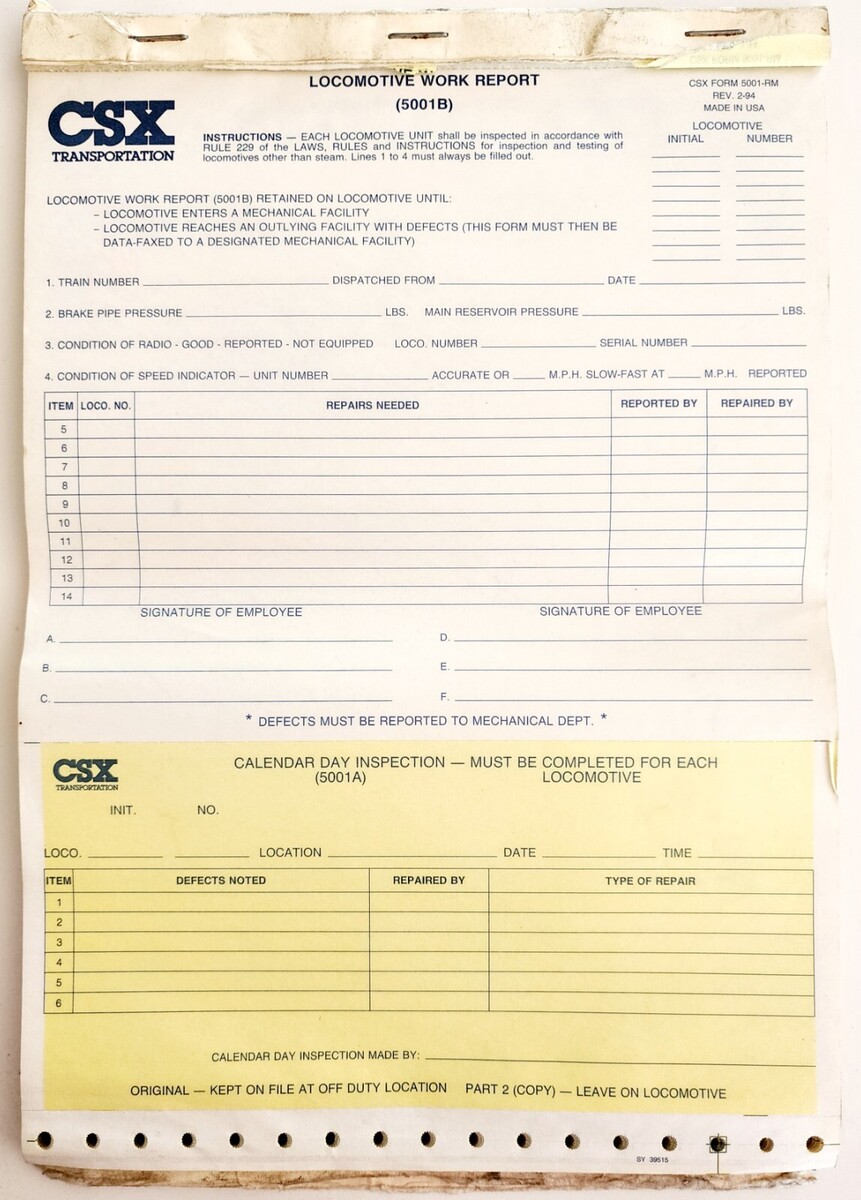 LOCOMOTIVE WORK REPORT
(5001B)
CSX FORM 5001-RM
REV. 2-94
MADE IN USA
CSX
TRANSPORTATION
INSTRUCTIONS — EACH LOCOMOTIVE UNIT shall be inspected in accordance with
RULE 229 of the LAWS, RULES and INSTRUCTIONS for inspection and testing of
locomotives other than steam. Lines 1 to 4 must always be filled out.
LOCOMOTIVE
INITIAL NUMBER
LOCOMOTIVE WORK REPORT (5001B) RETAINED ON LOCOMOTIVE UNTIL:
– LOCOMOTIVE ENTERS A MECHANICAL FACILITY
– LOCOMOTIVE REACHES AN OUTLYING FACILITY WITH DEFECTS (THIS FORM MUST THEN BE
DATA-FAXED TO A DESIGNATED MECHANICAL FACILITY)
1. TRAIN NUMBER DISPATCHED FROM DATE
2. BRAKE PIPE PRESSURE LBS. MAIN RESERVOIR PRESSURE LBS.
3. CONDITION OF RADIO - GOOD - REPORTED - NOT EQUIPPED LOCO. NUMBER SERIAL NUMBER
4. CONDITION OF SPEED INDICATOR — UNIT NUMBER ACCURATE OR M.P.H. SLOW-FAST AT M.P.H. REPORTED
ITEM LOCO. NO. REPAIRS NEEDED REPORTED BY REPAIRED BY
5
6
7
8
9
10
11
12
13
14
SIGNATURE OF EMPLOYEE SIGNATURE OF EMPLOYEE
A. D.
B. E.
C. F.
* DEFECTS MUST BE REPORTED TO MECHANICAL DEPT. *
CSX
TRANSPORTATION
CALENDAR DAY INSPECTION — MUST BE COMPLETED FOR EACH
(5001A) LOCOMOTIVE
INIT. NO.
LOCO. LOCATION DATE TIME
ITEM DEFECTS NOTED REPAIRED BY TYPE OF REPAIR
1
2
3
4
5
6
CALENDAR DAY INSPECTION MADE BY:
ORIGINAL — KEPT ON FILE AT OFF DUTY LOCATION PART 2 (COPY) — LEAVE ON LOCOMOTIVE
SY 39515